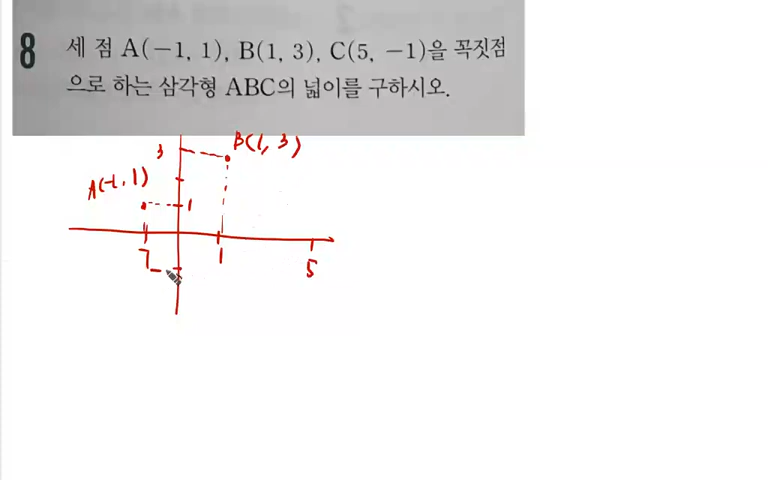 8 세 점 A(-1, 1), B(1, 3), C(5, -1)을 꼭짓점
으로 하는 삼각형 ABC의 넓이를 구하시오.
3 B(1, 3)
A(-1, 1)
1
1 5